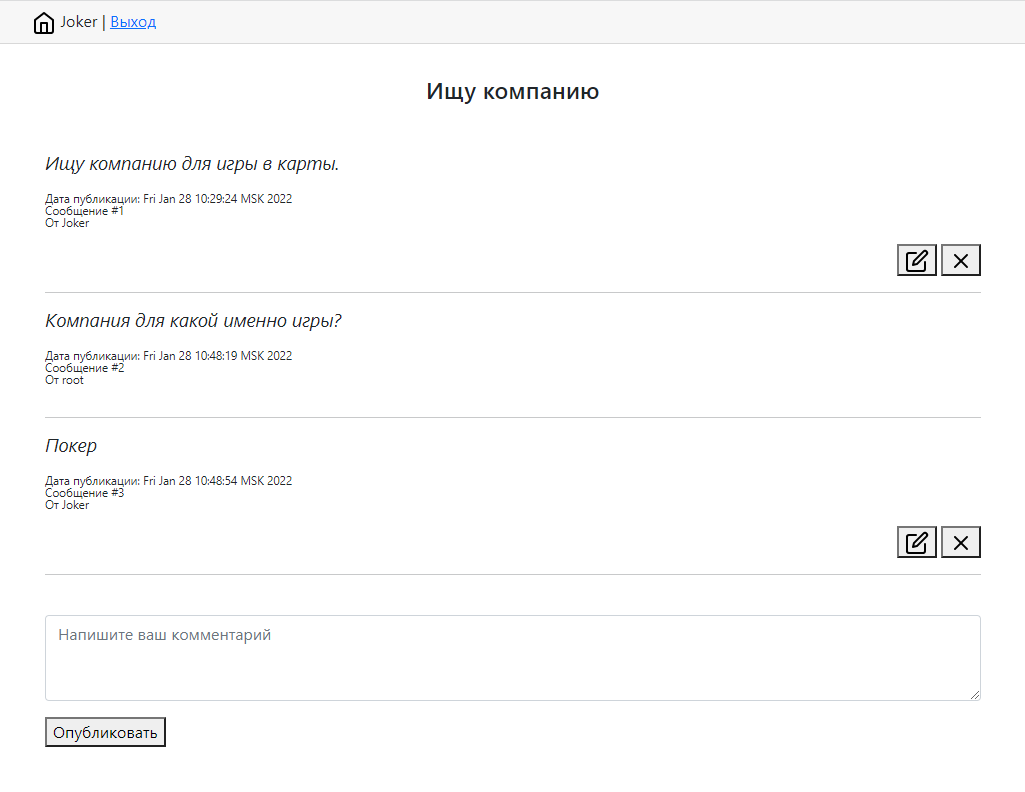 Joker | Выход
Ищу компанию
Ищу компанию для игры в карты.
Дата публикации: Fri Jan 28 10:29:24 MSK 2022
Сообщение #1
От Joker
Компания для какой именно игры?
Дата публикации: Fri Jan 28 10:48:19 MSK 2022
Сообщение #2
От root
Покер
Дата публикации: Fri Jan 28 10:48:54 MSK 2022
Сообщение #3
От Joker
Напишите ваш комментарий
Опубликовать